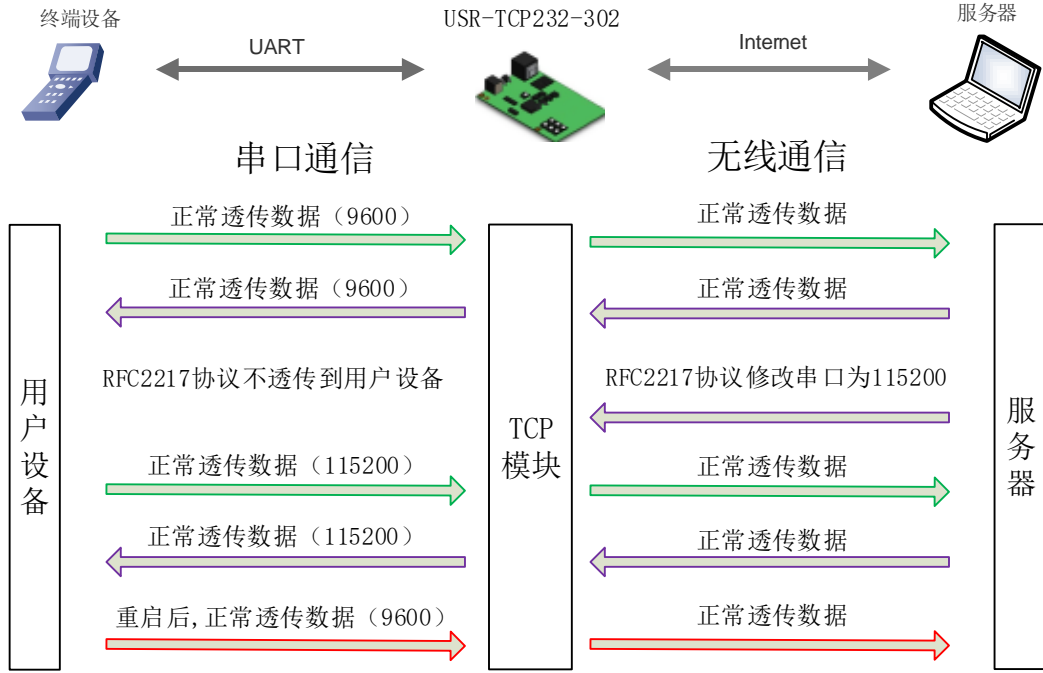 终端设备
USR-TCP232-302
服务器
UART
Internet
串口通信
无线通信
正常透传数据（9600）
正常透传数据
正常透传数据（9600）
正常透传数据
RFC2217协议不透传到用户设备
RFC2217协议修改串口为115200
用户设备
TCP
模块
服务器
正常透传数据（115200）
正常透传数据
正常透传数据（115200）
正常透传数据
重启后,正常透传数据（9600）
正常透传数据